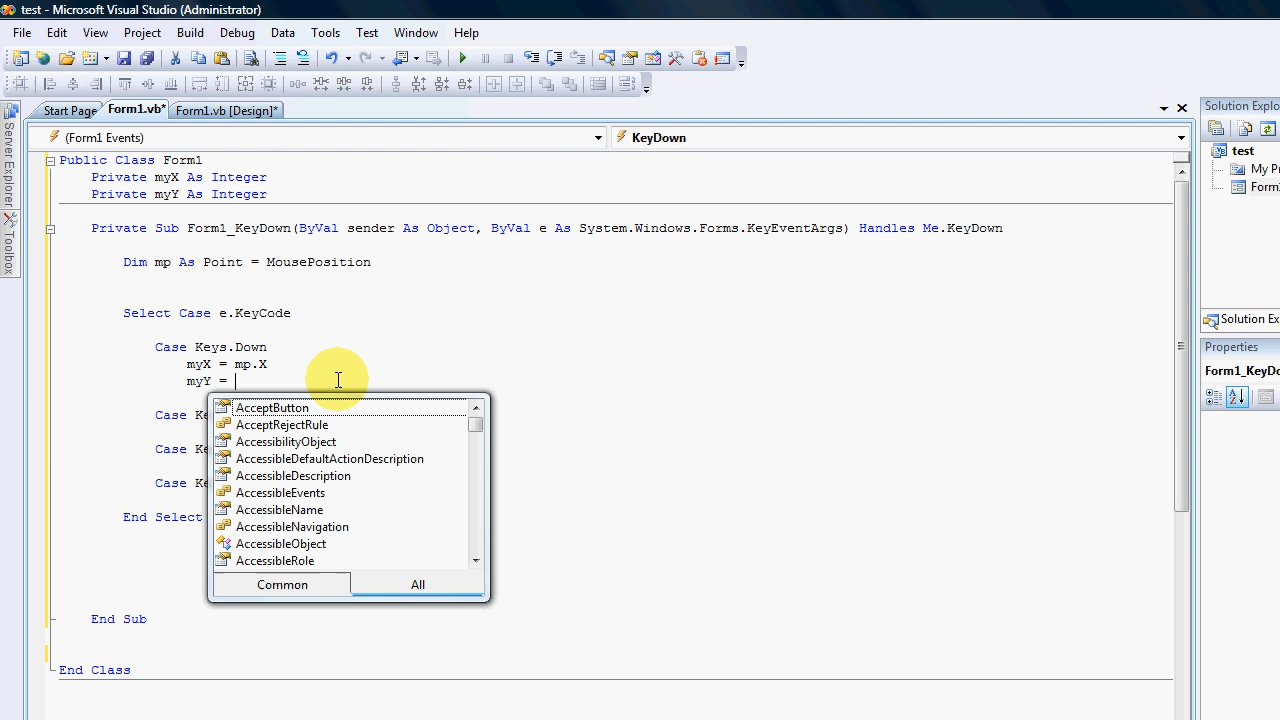 test - Microsoft Visual Studio (Administrator)
File Edit View Project Build Debug Data Tools Test Window Help
Start Page Form1.vb* Form1.vb [Design]*
Server Explorer
Toolbox
(Form1 Events) KeyDown
Public Class Form1
Private myX As Integer
Private myY As Integer
Private Sub Form1_KeyDown(ByVal sender As Object, ByVal e As System.Windows.Forms.KeyEventArgs) Handles Me.KeyDown
Dim mp As Point = MousePosition
Select Case e.KeyCode
Case Keys.Down
myX = mp.X
myY =
Case Ke
Case Ke
Case Ke
End Select
End Sub
End Class
AcceptButton
AcceptRejectRule
AccessibilityObject
AccessibleDefaultActionDescription
AccessibleDescription
AccessibleEvents
AccessibleName
AccessibleNavigation
AccessibleObject
AccessibleRole
Common All
Solution Explo
test
My Pr
Form
Solution Ex
Properties
Form1_KeyDo